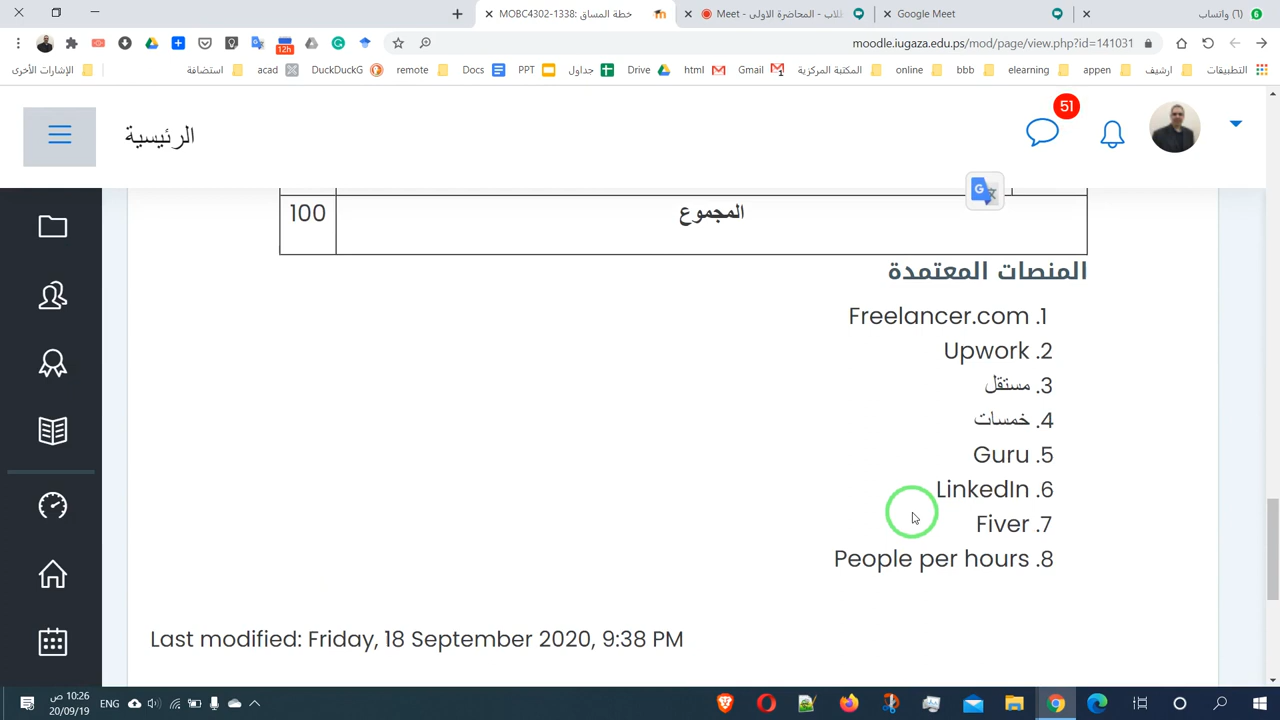 خطة المساق :MOBC4302-1338
الطلاب - المحاضرة الاولى - Meet
Google Meet
(1) واتساب
6
moodle.iugaza.edu.ps/mod/page/view.php?id=141031
12h
التطبيقات
ارشيف
appen
elearning
bbb
online
المكتبة المركزية
Gmail
html
Drive
جداول
PPT
Docs
remote
DuckDuckG
acad
استضافة
الإشارات الأخرى
الرئيسية
51
المجموع 100
المنصات المعتمدة
1. Freelancer.com
2. Upwork
3. مستقل
4. خمسات
5. Guru
6. LinkedIn
7. Fiver
8. People per hours
Last modified: Friday, 18 September 2020, 9:38 PM
10:26 ص
20/09/19
ENG